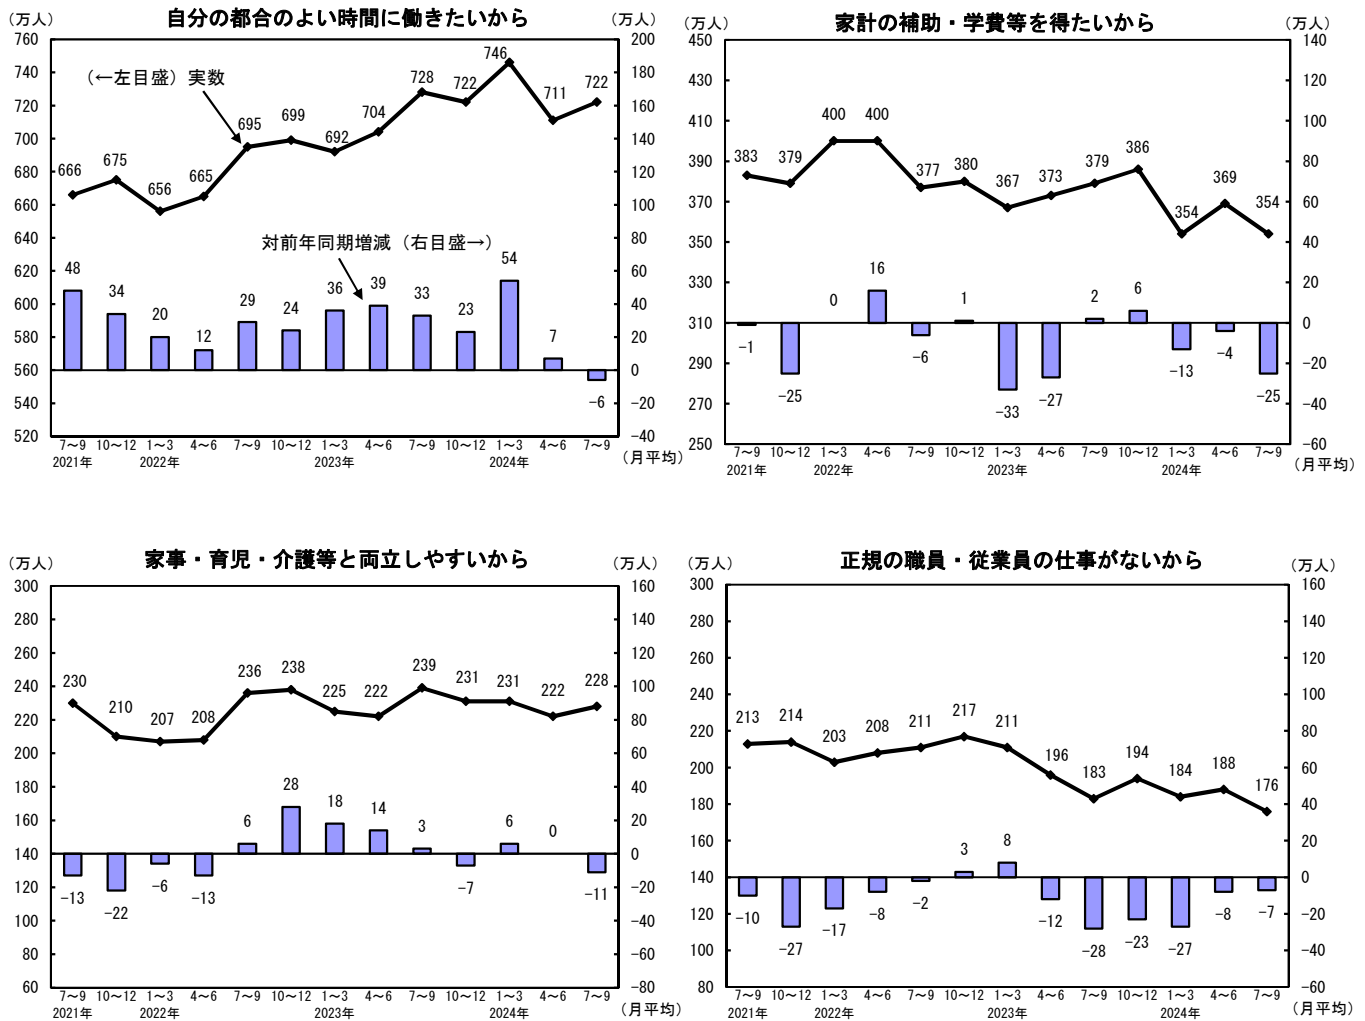 自分の都合のよい時間に働きたいから
(万人) (万人)
760 200
740 180
720 160
700 140
680 120
660 100
640 80
620 60
600 40
580 20
560 0
540 −20
520 −40
(←左目盛) 実数
666 675 656 665 695 699 692 704 728 722 746 711 722
対前年同期増減 (右目盛→)
48 34 20 12 29 24 36 39 33 23 54 7 −6
7～9 10～12 1～3 4～6 7～9 10～12 1～3 4～6 7～9 10～12 1～3 4～6 7～9
2021年 2022年 2023年 2024年 (月平均)
家計の補助・学費等を得たいから
(万人) (万人)
450 140
430 120
410 100
390 80
370 60
350 40
330 20
310 0
290 −20
270 −40
250 −60
383 379 400 400 377 380 367 373 379 386 354 369 354
−1 −25 0 16 −6 1 −33 −27 2 6 −13 −4 −25
7～9 10～12 1～3 4～6 7～9 10～12 1～3 4～6 7～9 10～12 1～3 4～6 7～9
2021年 2022年 2023年 2024年 (月平均)
家事・育児・介護等と両立しやすいから
(万人) (万人)
300 160
280 140
260 120
240 100
220 80
200 60
180 40
160 20
140 0
120 −20
100 −40
80 −60
60 −80
230 210 207 208 236 238 225 222 239 231 231 222 228
−13 −22 −6 −13 6 28 18 14 3 −7 6 0 −11
7～9 10～12 1～3 4～6 7～9 10～12 1～3 4～6 7～9 10～12 1～3 4～6 7～9
2021年 2022年 2023年 2024年 (月平均)
正規の職員・従業員の仕事がないから
(万人) (万人)
300 160
280 140
260 120
240 100
220 80
200 60
180 40
160 20
140 0
120 −20
100 −40
80 −60
213 214 203 208 211 217 211 196 183 194 184 188 176
−10 −27 −17 −8 −2 3 8 −12 −28 −23 −27 −8 −7
7～9 10～12 1～3 4～6 7～9 10～12 1～3 4～6 7～9 10～12 1～3 4～6 7～9
2021年 2022年 2023年 2024年 (月平均)